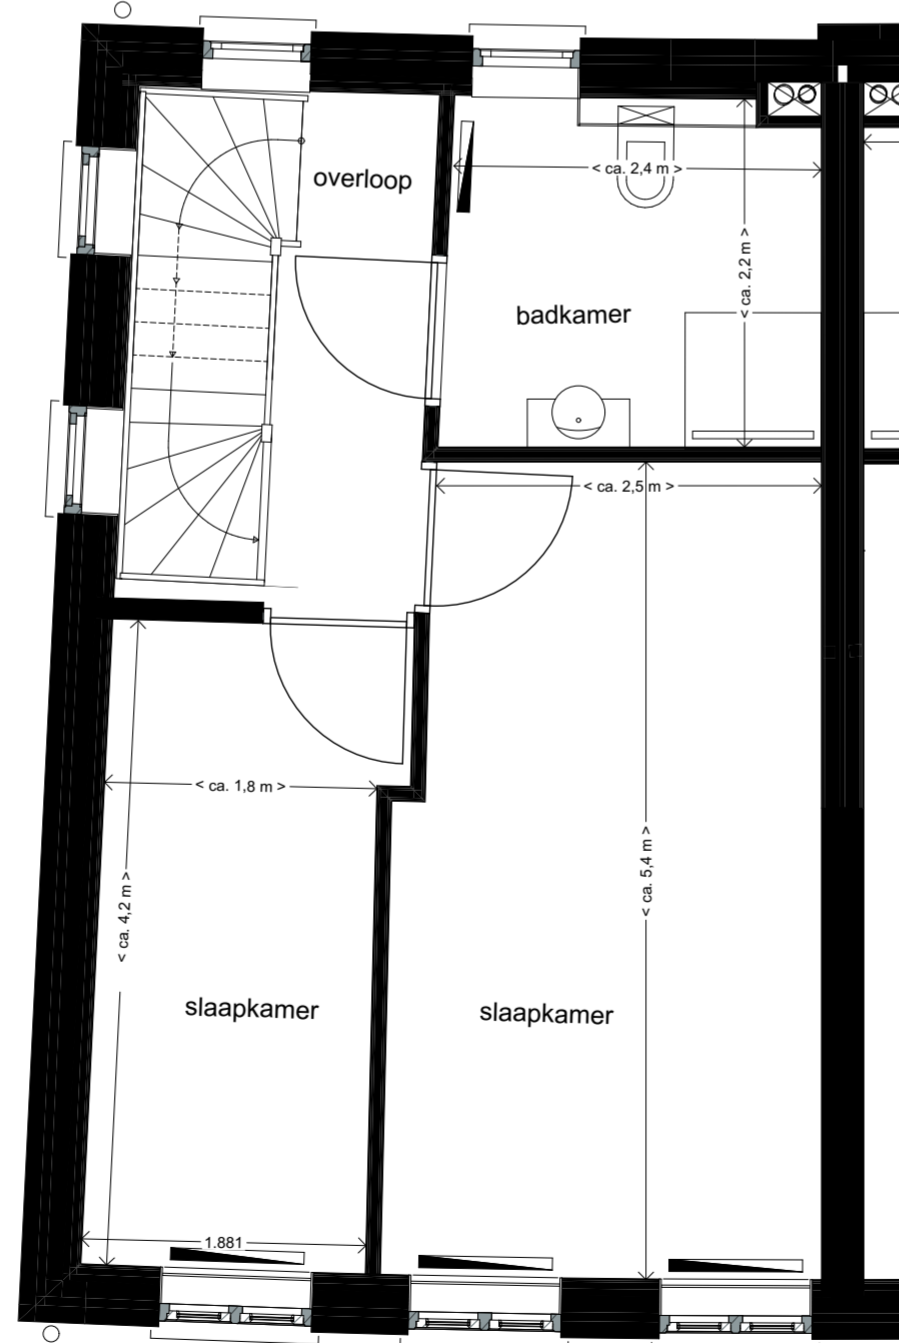 overloop
< ca. 2,4 m >
< ca. 2,2 m >
badkamer
< ca. 2,5 m >
< ca. 1,8 m >
< ca. 5,4 m >
< ca. 4,2 m >
slaapkamer
slaapkamer
1.881